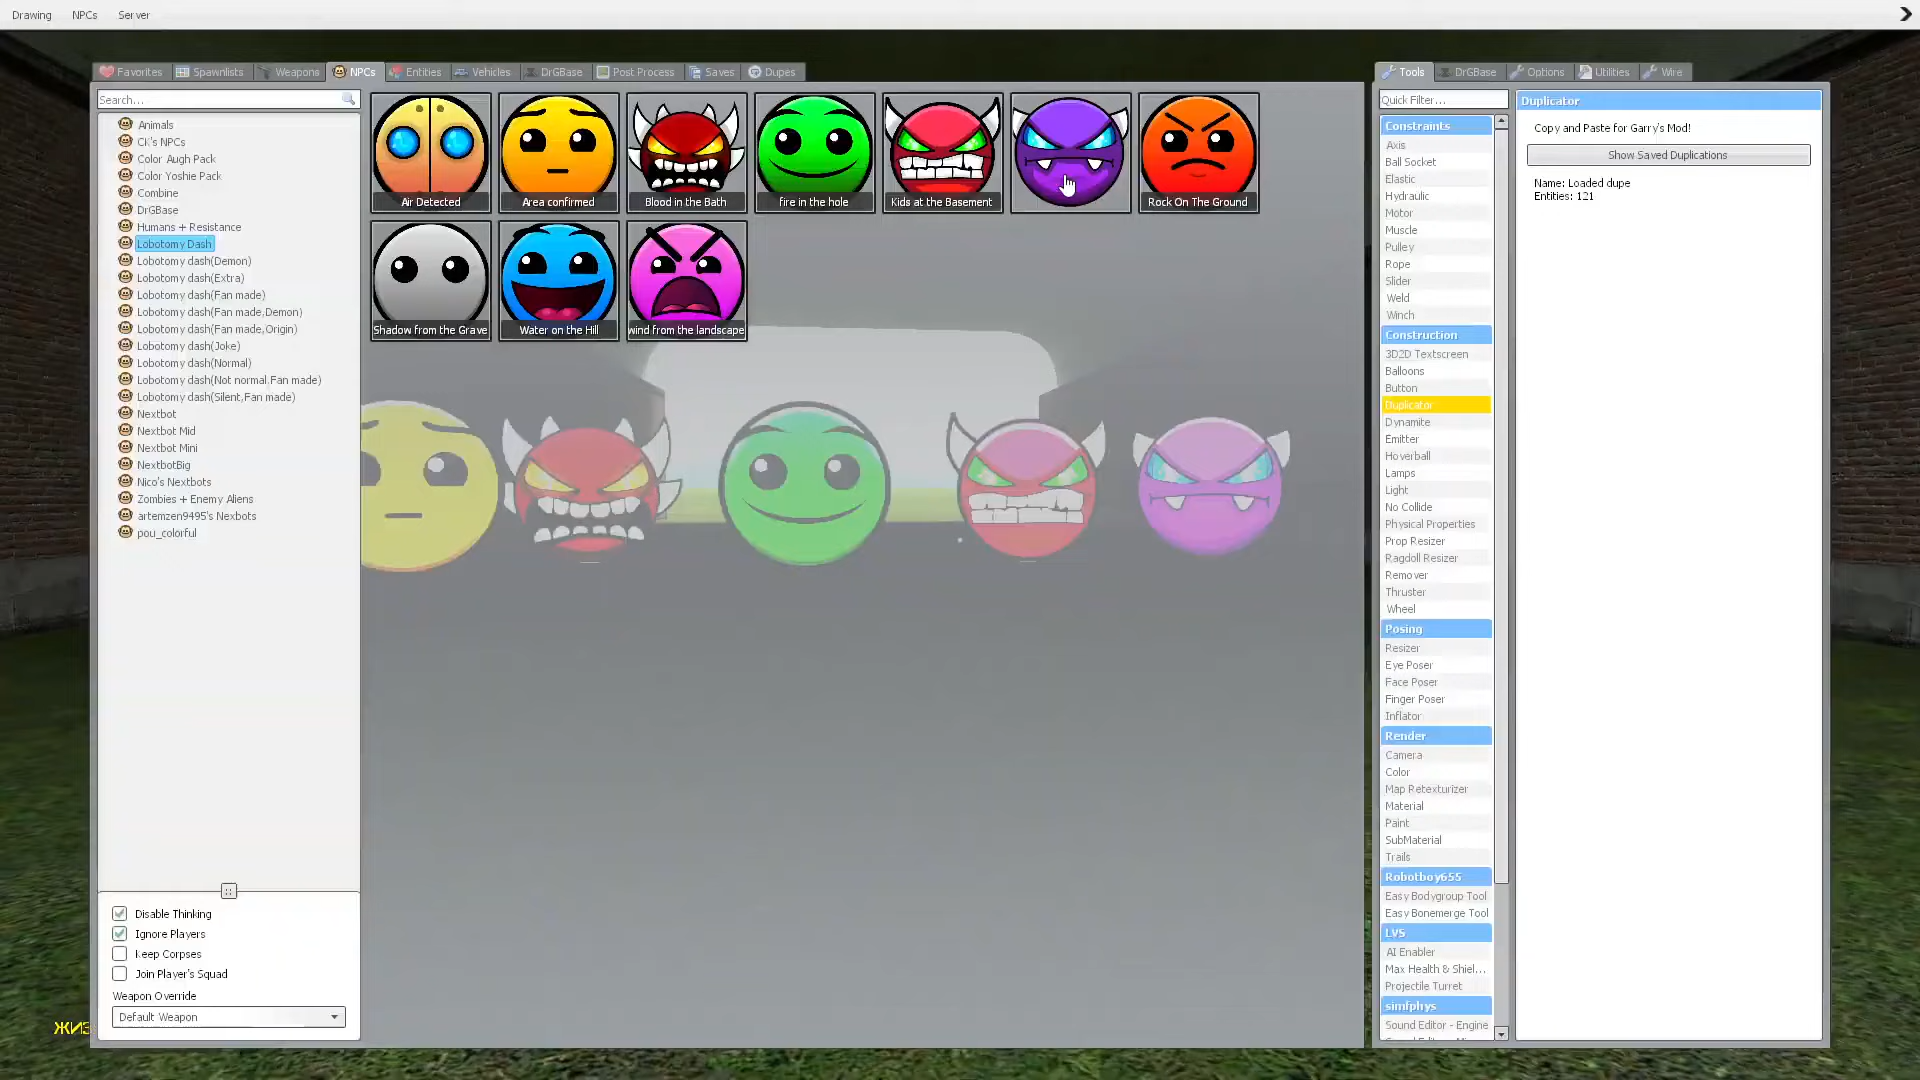 Drawing NPCs Server
Favorites Spawnlists Weapons NPCs Entities Vehicles DrGBase Post Process Saves Dupes
Search...
Animals
CK's NPCs
Color Augh Pack
Color Yoshie Pack
Combine
DrGBase
Humans + Resistance
Lobotomy Dash
Lobotomy dash(Demon)
Lobotomy dash(Extra)
Lobotomy dash(Fan made)
Lobotomy dash(Fan made,Demon)
Lobotomy dash(Fan made,Origin)
Lobotomy dash(Joke)
Lobotomy dash(Normal)
Lobotomy dash(Not normal,Fan made)
Lobotomy dash(Silent,Fan made)
Nextbot
Nextbot Mid
Nextbot Mini
NextbotBig
Nico's Nextbots
Zombies + Enemy Aliens
artemzen9495's Nexbots
pou_colorful
Disable Thinking
Ignore Players
Keep Corpses
Join Player's Squad
Weapon Override
Default Weapon
ЖИЗ
Air Detected Area confirmed Blood in the Bath fire in the hole Kids at the Basement Rock On The Ground
Shadow from the Grave Water on the Hill wind from the landscape
Tools DrGBase Options Utilities Wire
Quick Filter...
Constraints
Axis
Ball Socket
Elastic
Hydraulic
Motor
Muscle
Pulley
Rope
Slider
Weld
Winch
Construction
3D2D Textscreen
Balloons
Button
Duplicator
Dynamite
Emitter
Hoverball
Lamps
Light
No Collide
Physical Properties
Prop Resizer
Ragdoll Resizer
Remover
Thruster
Wheel
Posing
Resizer
Eye Poser
Face Poser
Finger Poser
Inflator
Render
Camera
Color
Map Retexturizer
Material
Paint
SubMaterial
Trails
Robotboy655
Easy Bodygroup Tool
Easy Bonemerge Tool
LVS
AI Enabler
Max Health & Shiel...
Projectile Turret
simfphys
Sound Editor - Engine
Duplicator
Copy and Paste for Garry's Mod!
Show Saved Duplications
Name: Loaded dupe
Entities: 121